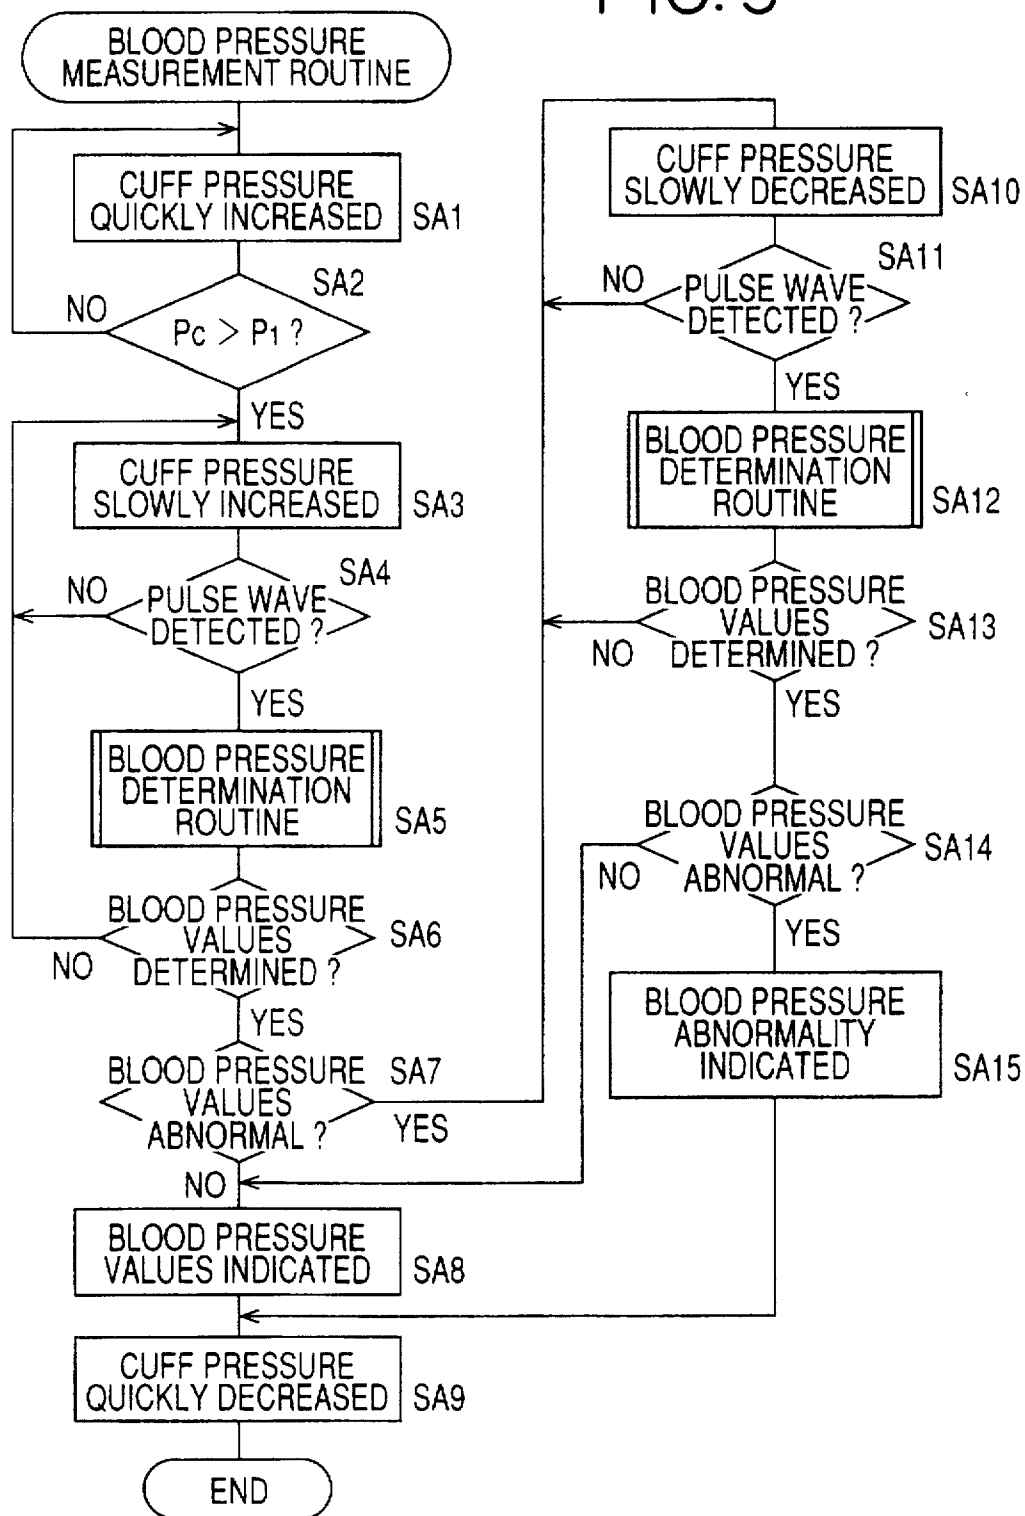 FIG. 5
BLOOD PRESSURE
MEASUREMENT ROUTINE
CUFF PRESSURE
QUICKLY INCREASED
SA1
SA2
NO
PC > P1 ?
YES
CUFF PRESSURE
SLOWLY INCREASED
SA3
SA4
NO
PULSE WAVE
DETECTED ?
YES
BLOOD PRESSURE
DETERMINATION
ROUTINE
SA5
BLOOD PRESSURE
VALUES
DETERMINED ?
SA6
NO
YES
BLOOD PRESSURE
VALUES
ABNORMAL ?
SA7
YES
NO
BLOOD PRESSURE
VALUES INDICATED
SA8
CUFF PRESSURE
QUICKLY DECREASED
SA9
END
CUFF PRESSURE
SLOWLY DECREASED
SA10
SA11
NO
PULSE WAVE
DETECTED ?
YES
BLOOD PRESSURE
DETERMINATION
ROUTINE
SA12
BLOOD PRESSURE
VALUES
DETERMINED ?
SA13
NO
YES
BLOOD PRESSURE
VALUES
ABNORMAL ?
SA14
NO
YES
BLOOD PRESSURE
ABNORMALITY
INDICATED
SA15